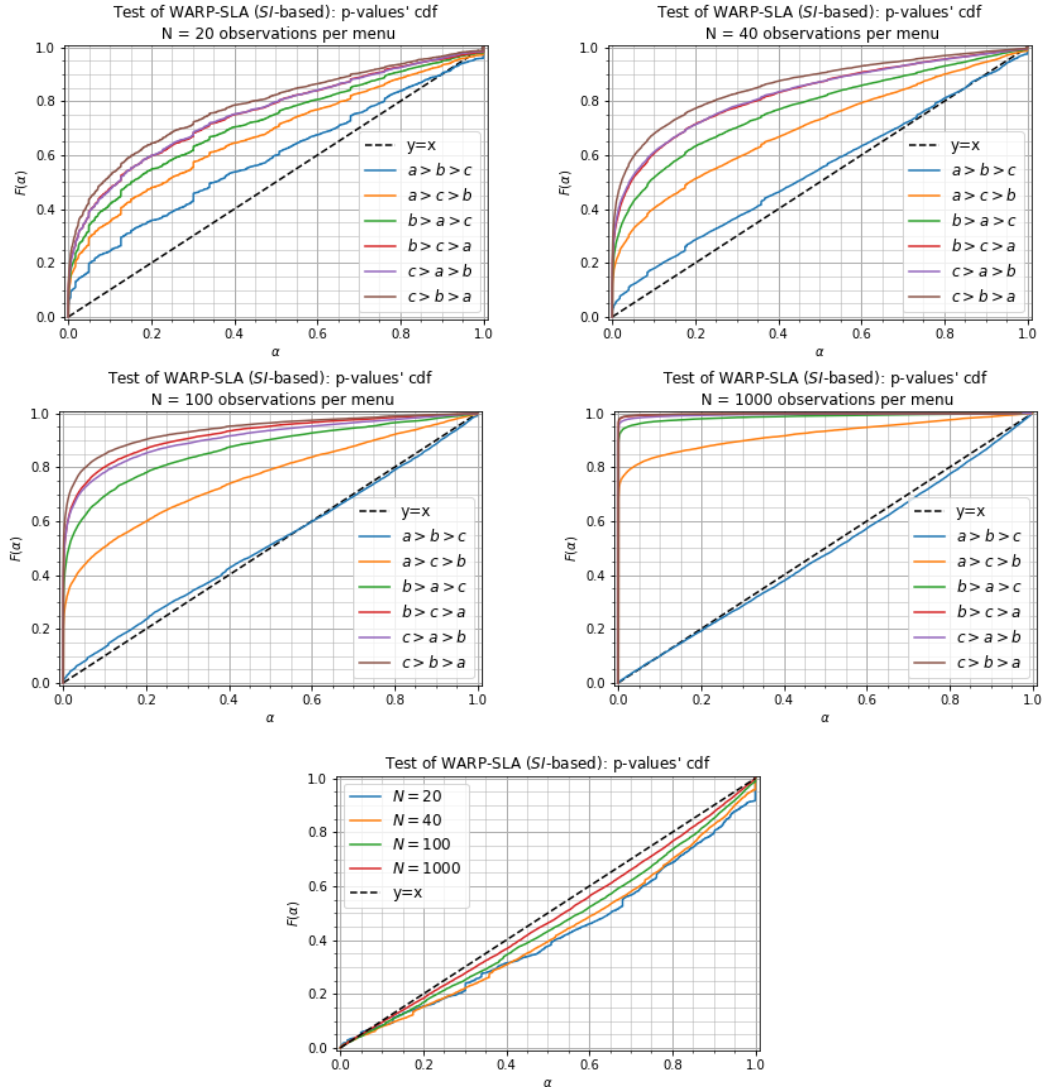 Test of WARP-SLA (SI-based): p-values' cdf
N = 20 observations per menu
1.0
0.8
0.6
0.4
0.2
0.0
F(α)
y=x
a > b > c
a > c > b
b > a > c
b > c > a
c > a > b
c > b > a
0.0 0.2 0.4 0.6 0.8 1.0
α
Test of WARP-SLA (SI-based): p-values' cdf
N = 40 observations per menu
1.0
0.8
0.6
0.4
0.2
0.0
F(α)
y=x
a > b > c
a > c > b
b > a > c
b > c > a
c > a > b
c > b > a
0.0 0.2 0.4 0.6 0.8 1.0
α
Test of WARP-SLA (SI-based): p-values' cdf
N = 100 observations per menu
1.0
0.8
0.6
0.4
0.2
0.0
F(α)
y=x
a > b > c
a > c > b
b > a > c
b > c > a
c > a > b
c > b > a
0.0 0.2 0.4 0.6 0.8 1.0
α
Test of WARP-SLA (SI-based): p-values' cdf
N = 1000 observations per menu
1.0
0.8
0.6
0.4
0.2
0.0
F(α)
y=x
a > b > c
a > c > b
b > a > c
b > c > a
c > a > b
c > b > a
0.0 0.2 0.4 0.6 0.8 1.0
α
Test of WARP-SLA (SI-based): p-values' cdf
1.0
0.8
0.6
0.4
0.2
0.0
F(α)
N = 20
N = 40
N = 100
N = 1000
y=x
0.0 0.2 0.4 0.6 0.8 1.0
α